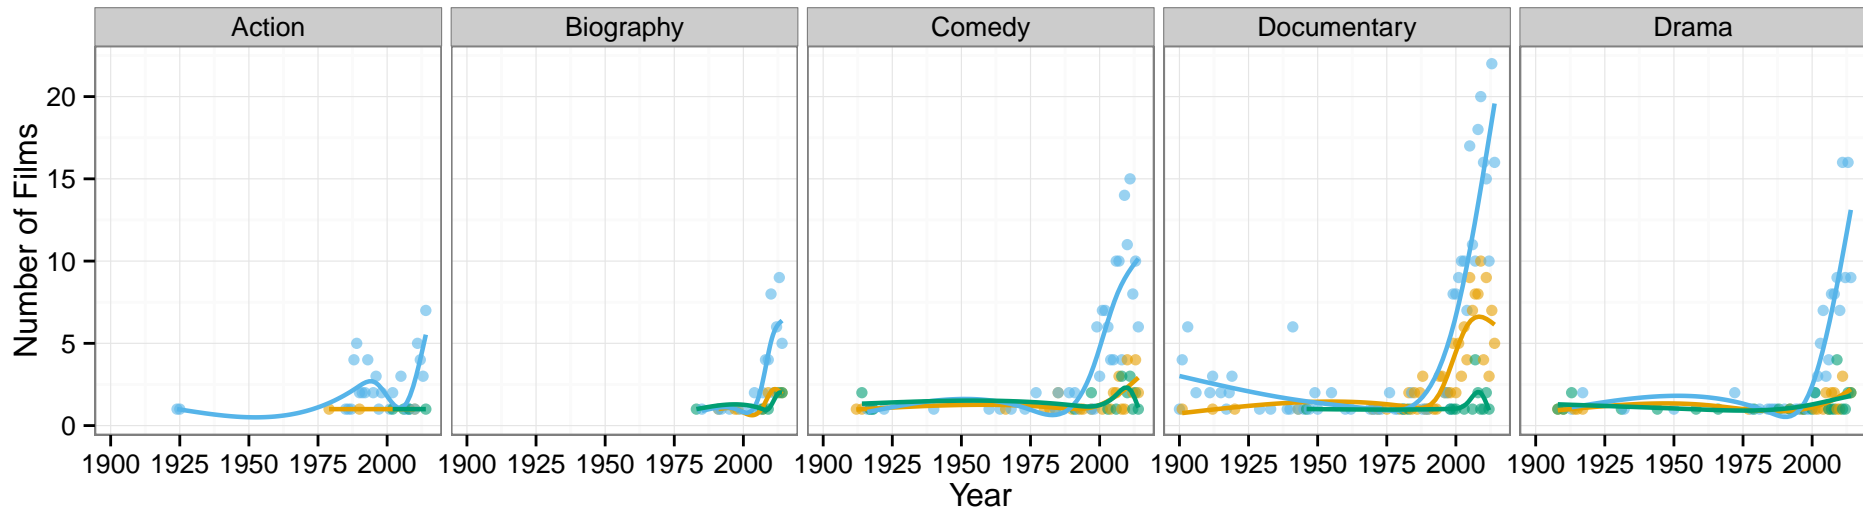 Action Biography Comedy Documentary Drama
Number of Films
20
15
10
5
0
1900 1925 1950 1975 2000 1900 1925 1950 1975 2000 1900 1925 1950 1975 2000 1900 1925 1950 1975 2000 1900 1925 1950 1975 2000
Year